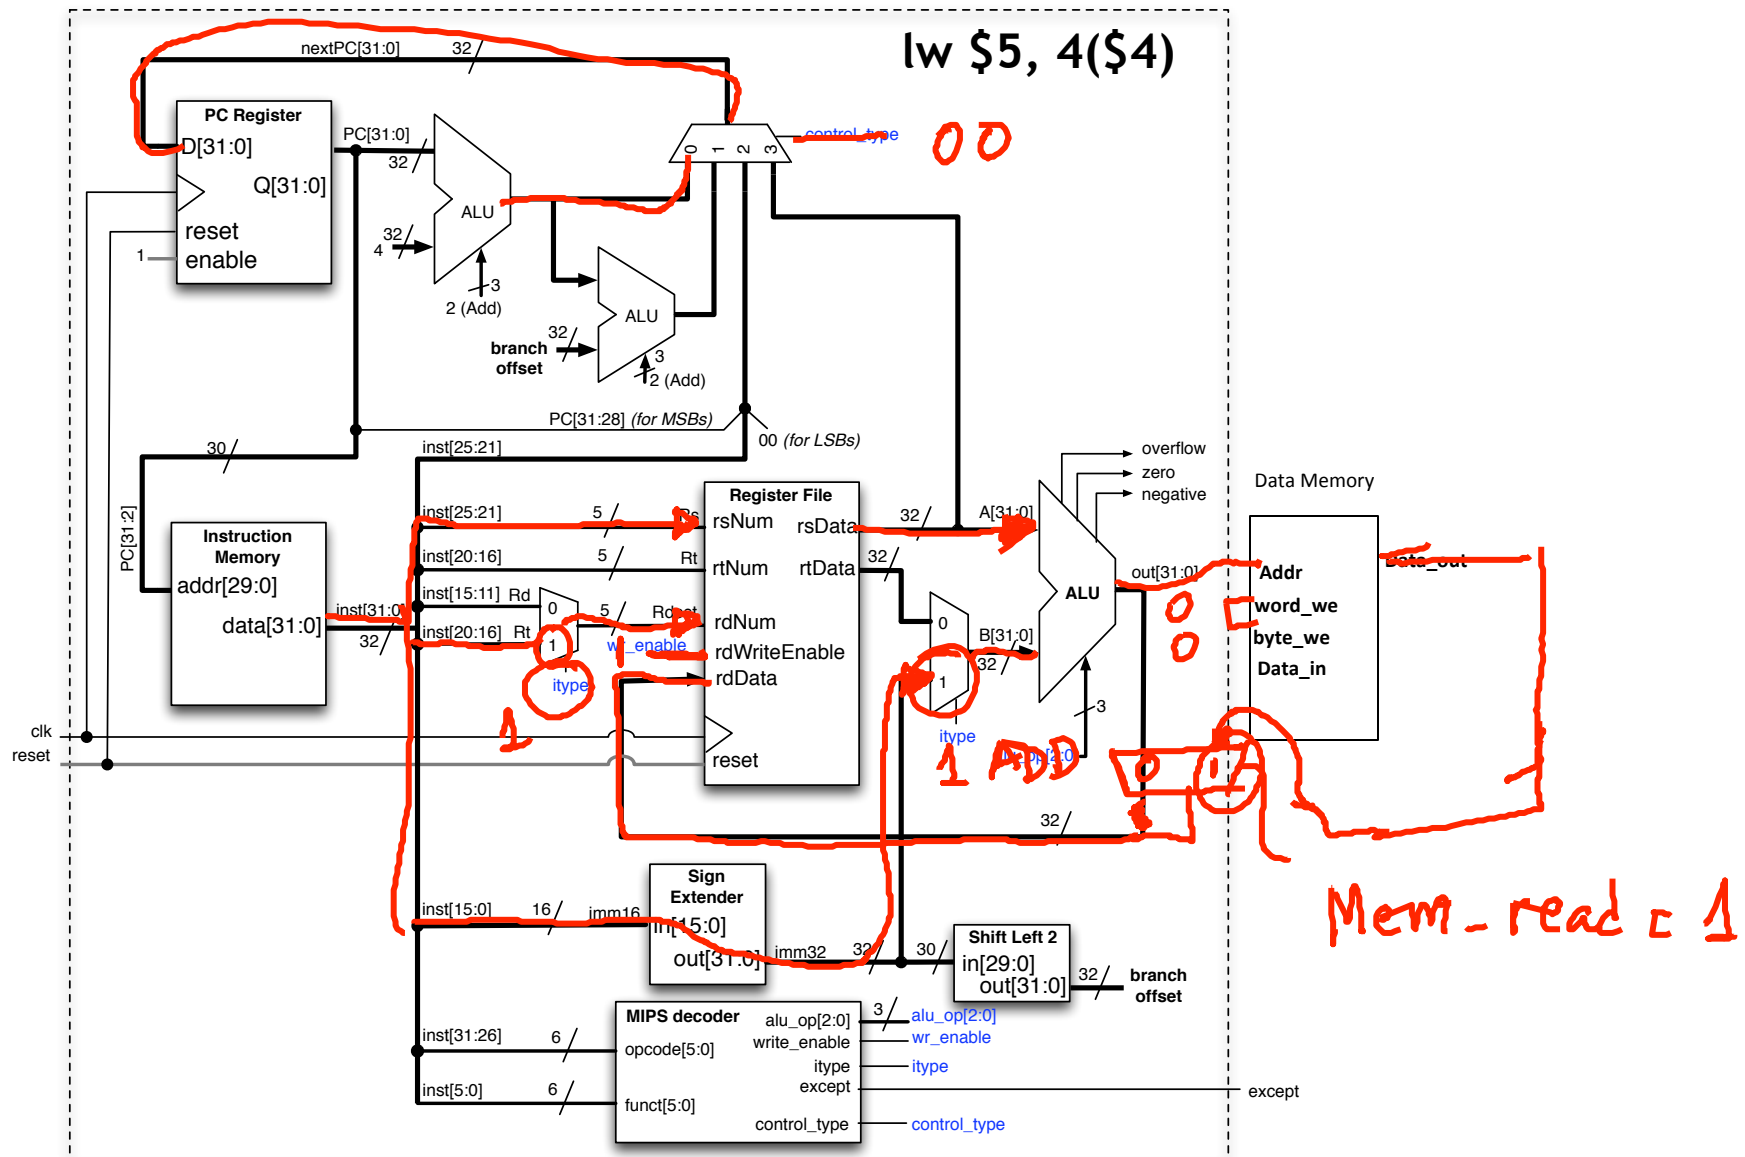 lw $5, 4($4)
nextPC[31:0]
32
PC Register
D[31:0]
Q[31:0]
reset
enable
1
PC[31:0]
32
32
4
ALU
3
2 (Add)
0 1 2 3
control_type
00
ALU
32
branch
offset
3
2 (Add)
PC[31:28] (for MSBs)
00 (for LSBs)
30
PC[31:2]
inst[25:21]
Instruction
Memory
addr[29:0]
data[31:0]
inst[31:0]
32
inst[25:21]
5
Rs
inst[20:16]
5
Rt
inst[15:11] Rd
inst[20:16] Rt
0
1
5
Rdest
wr_enable
1
itype
1
Register File
rsNum
rsData
rtNum
rtData
rdNum
rdWriteEnable
rdData
reset
32
A[31:0]
32
0
1
B[31:0]
32
itype
1
ADD
ALU
overflow
zero
negative
out[31:0]
3
alu_op[2:0]
0
0
Data Memory
Addr
word_we
byte_we
Data_in
Data_out
0 1
32
clk
reset
Mem_read = 1
Sign
Extender
inst[15:0]
16
imm16
in[15:0]
out[31:0]
imm32
32
30
Shift Left 2
in[29:0]
out[31:0]
32
branch
offset
MIPS decoder
inst[31:26]
6
opcode[5:0]
inst[5:0]
6
funct[5:0]
alu_op[2:0]
3
alu_op[2:0]
write_enable
wr_enable
itype
itype
except
except
control_type
control_type